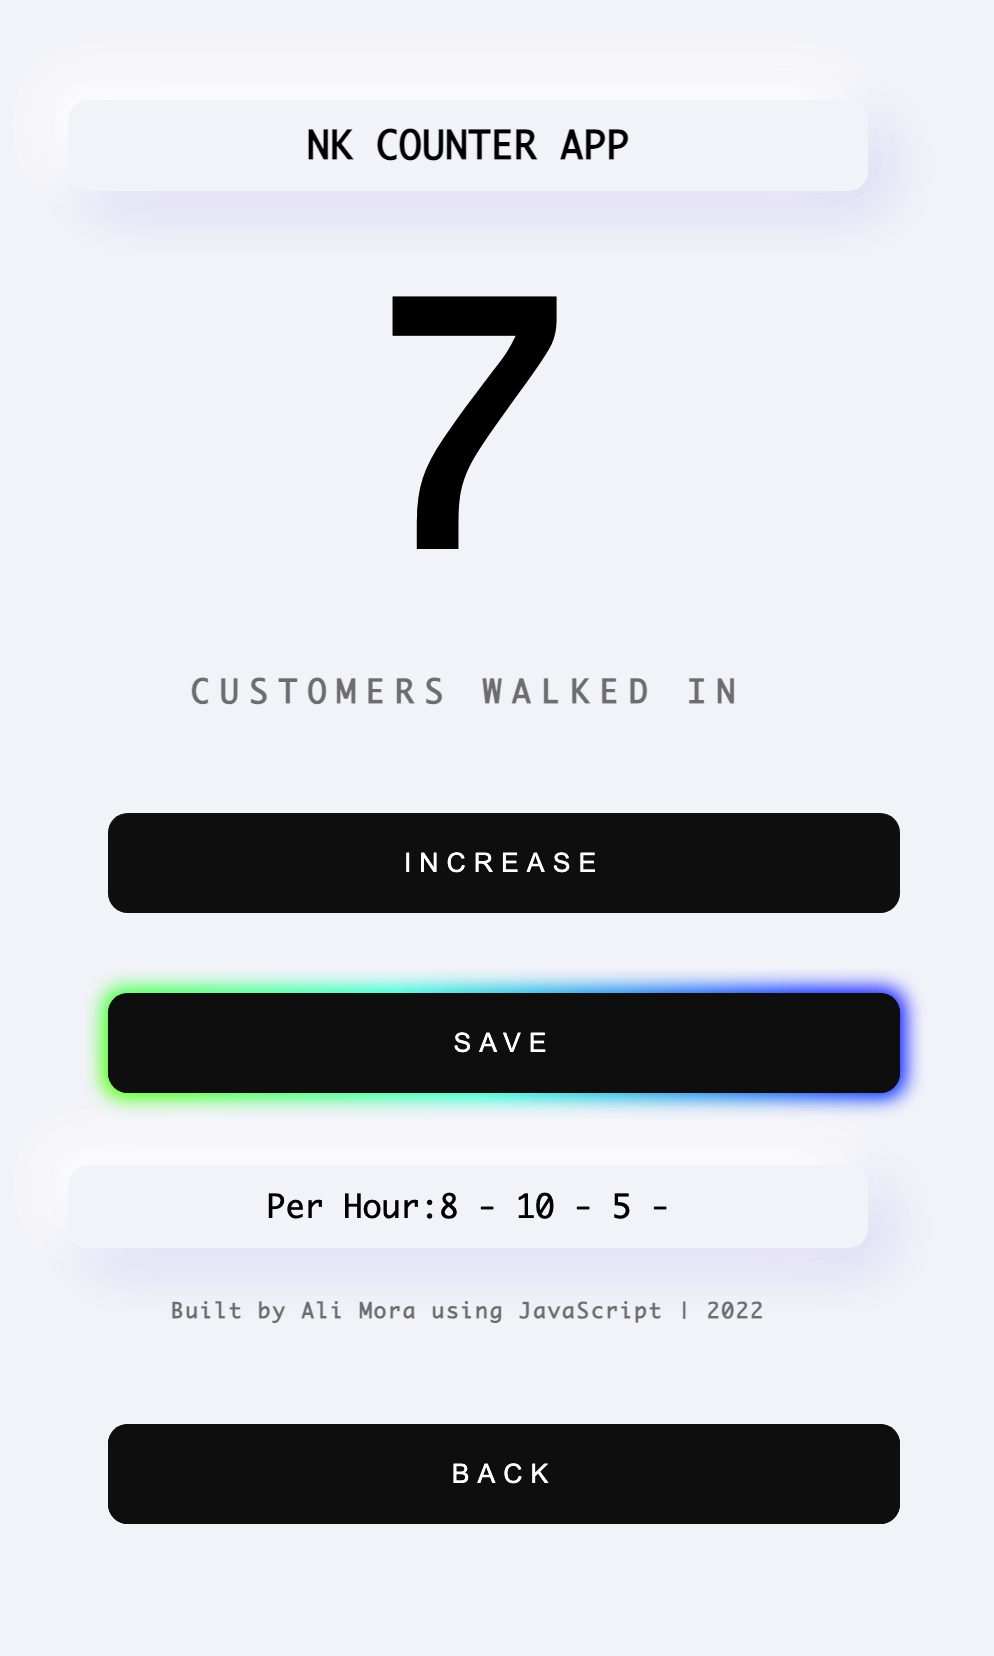 NK COUNTER APP
7
CUSTOMERS WALKED IN
INCREASE
SAVE
Per Hour:8 - 10 - 5 -
Built by Ali Mora using JavaScript | 2022
BACK